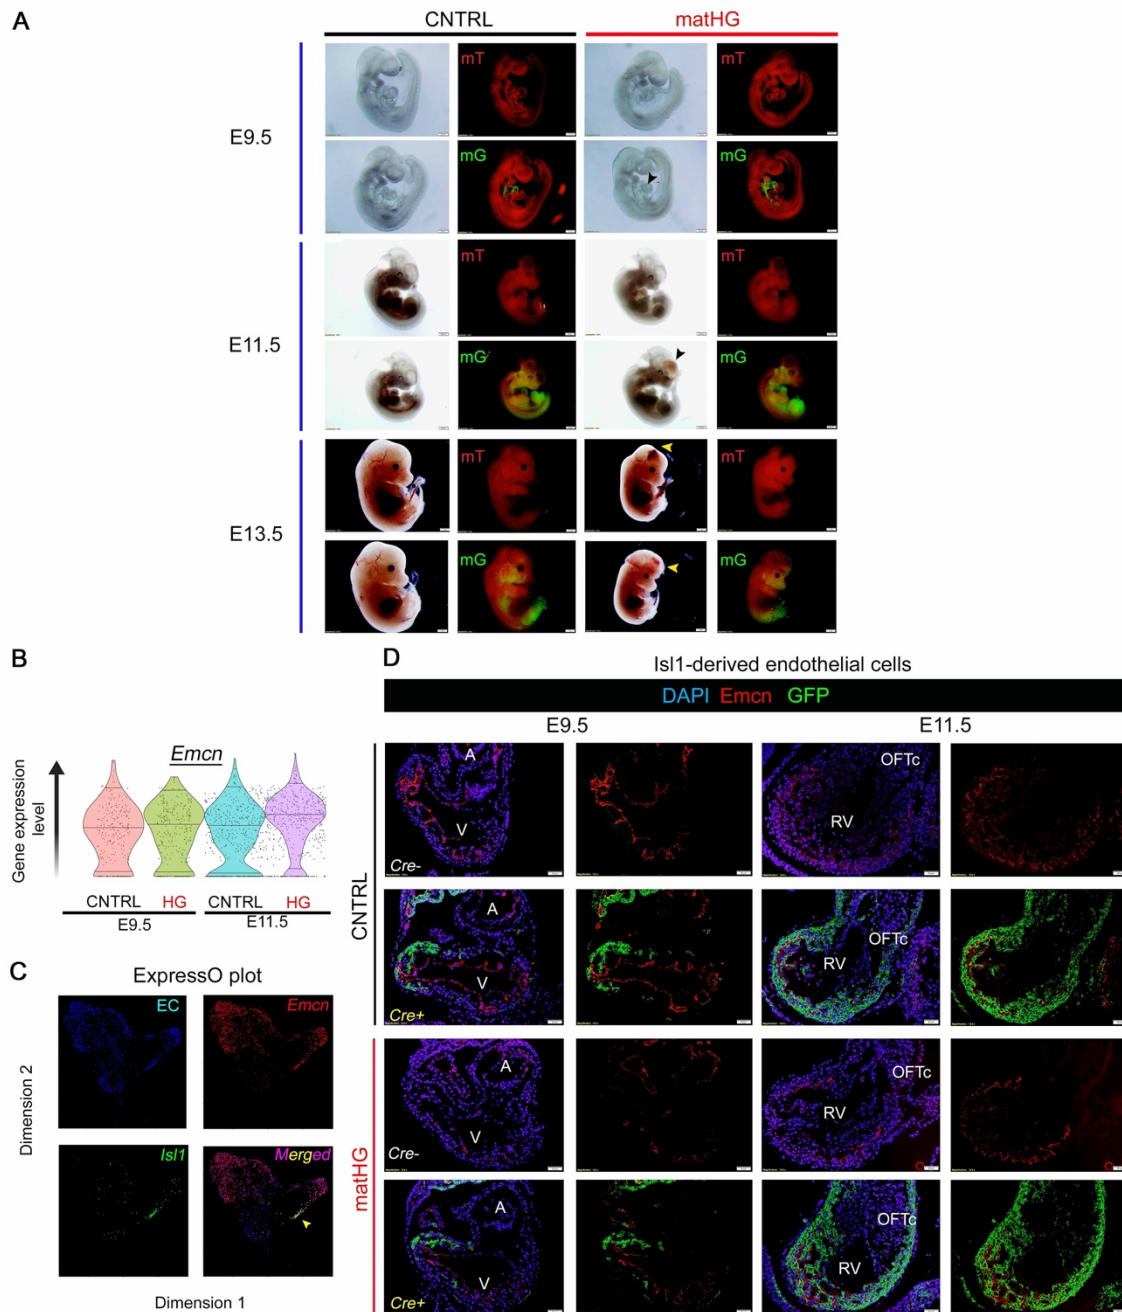 A
CNTRL
matHG
E9.5
mT
mT
mG
mG
E11.5
mT
mT
mG
mG
E13.5
mT
mT
mG
mG
B
Emcn
Gene expression
level
CNTRL
HG
CNTRL
HG
E9.5
E11.5
C
ExpressO plot
EC
Emcn
Isl1
Merged
Dimension 2
Dimension 1
D
Isl1-derived endothelial cells
DAPI Emcn GFP
E9.5
E11.5
CNTRL
A
V
Cre-
OFTc
RV
A
V
Cre+
OFTc
RV
matHG
A
V
Cre-
OFTc
RV
A
V
Cre+
OFTc
RV